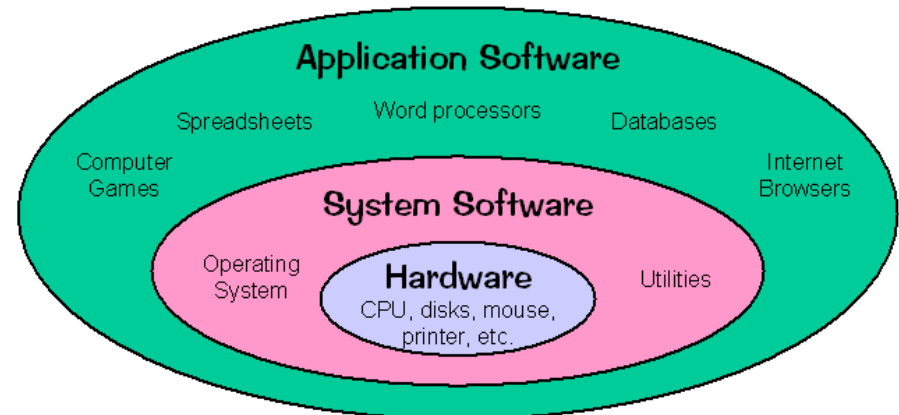 Application Software
Word processors
Spreadsheets
Databases
Computer
Games
Internet
Browsers
System Software
Operating
System
Utilities
Hardware
CPU, disks, mouse,
printer, etc.